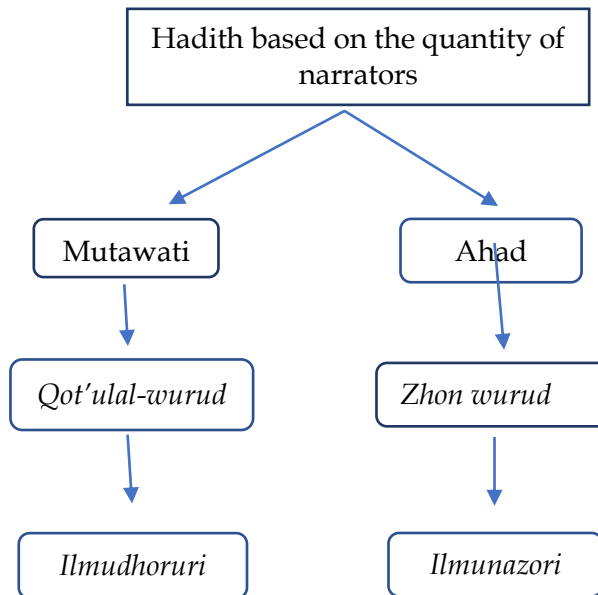 Hadith based on the quantity of
narrators
Mutawati
Ahad
Qot'ulal-wurud
Zhon wurud
Ilmudhoruri
Ilmunazori